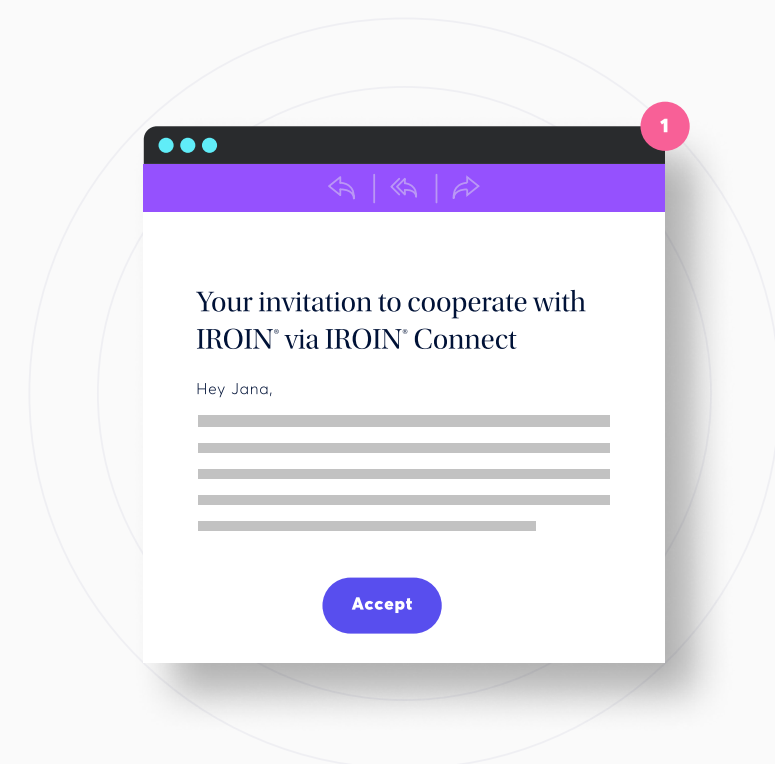 1
Your invitation to cooperate with
IROIN® via IROIN® Connect
Hey Jana,
Accept